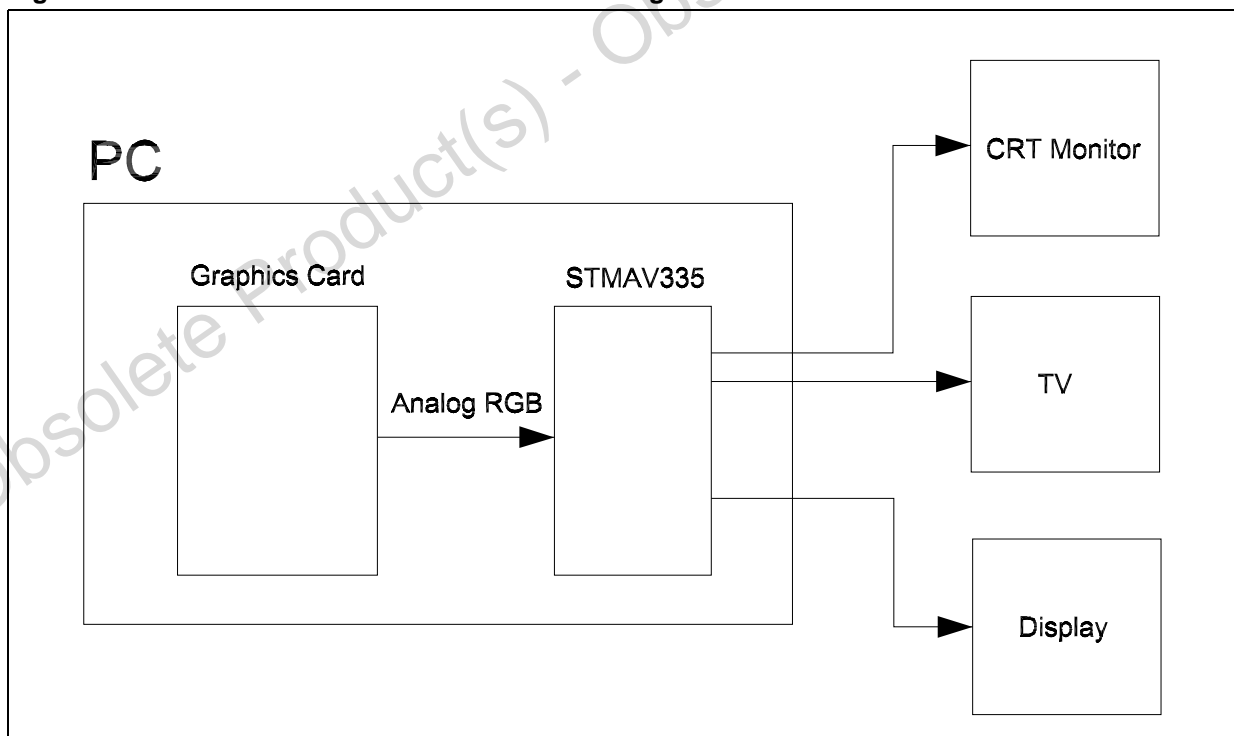 PC
Graphics Card
STMAV335
Analog RGB
CRT Monitor
TV
Display
Obsolete Product(s) - Obs